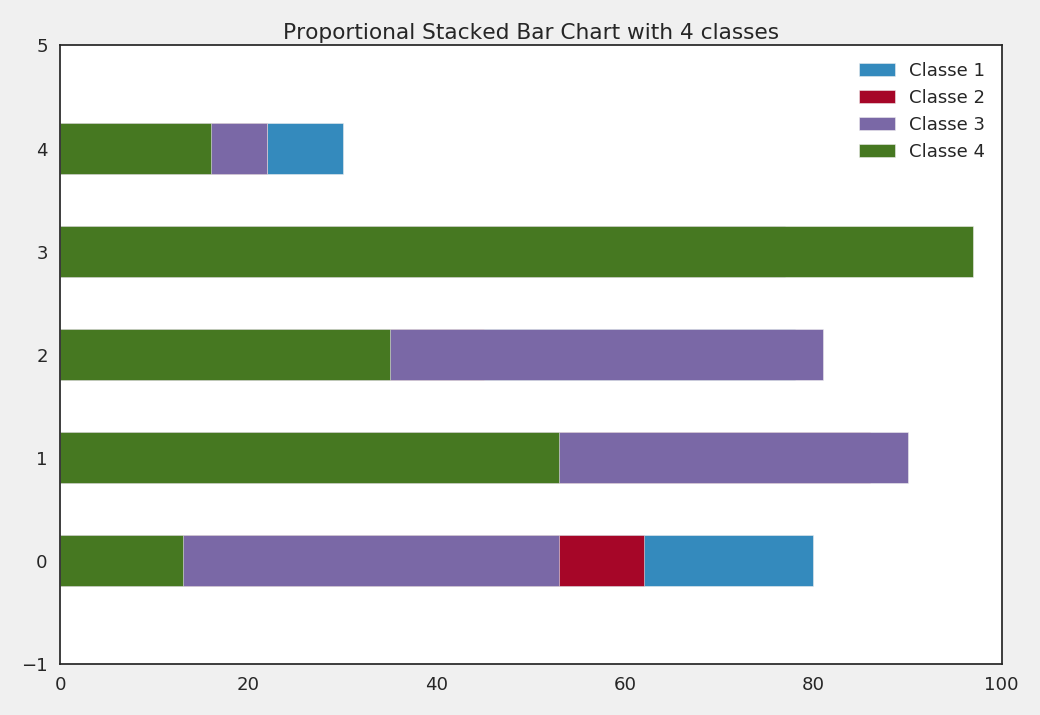 Proportional Stacked Bar Chart with 4 classes
Classe 1
Classe 2
Classe 3
Classe 4
5
4
3
2
1
0
−1
0 20 40 60 80 100